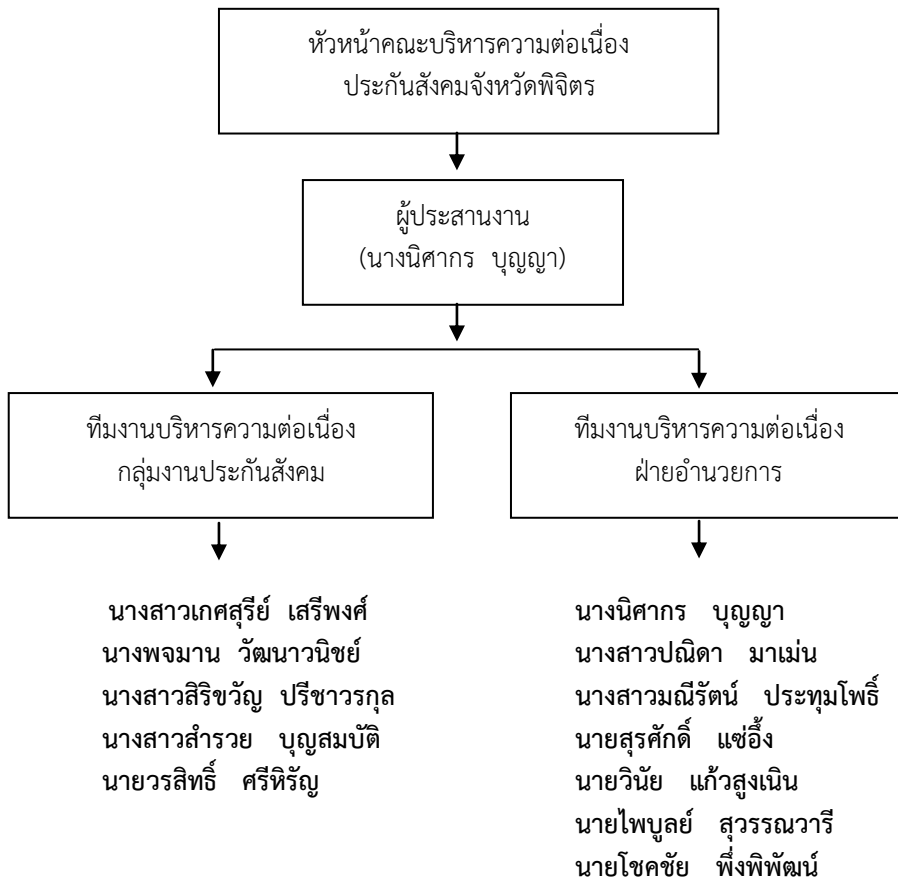 หัวหน้าคณะบริหารความต่อเนื่อง
ประกันสังคมจังหวัดพิจิตร
ผู้ประสานงาน
(นางนิศากร บุญญา)
ทีมงานบริหารความต่อเนื่อง
กลุ่มงานประกันสังคม
ทีมงานบริหารความต่อเนื่อง
ฝ่ายอำนวยการ
นางสาวเกศสุรีย์ เสรีพงศ์
นางพจมาน วัฒนาวนิชย์
นางสาวสิริขวัญ ปรีชาวรกุล
นางสาวสำรวย บุญสมบัติ
นายวรสิทธิ์ ศรีหิรัญ
นางนิศากร บุญญา
นางสาวปณิดา มาเม่น
นางสาวมณีรัตน์ ประทุมโพธิ์
นายสุรศักดิ์ แซ่อึ้ง
นายวินัย แก้วสูงเนิน
นายไพบูลย์ สุวรรณวารี
นายโชคชัย พึ่งพิพัฒน์